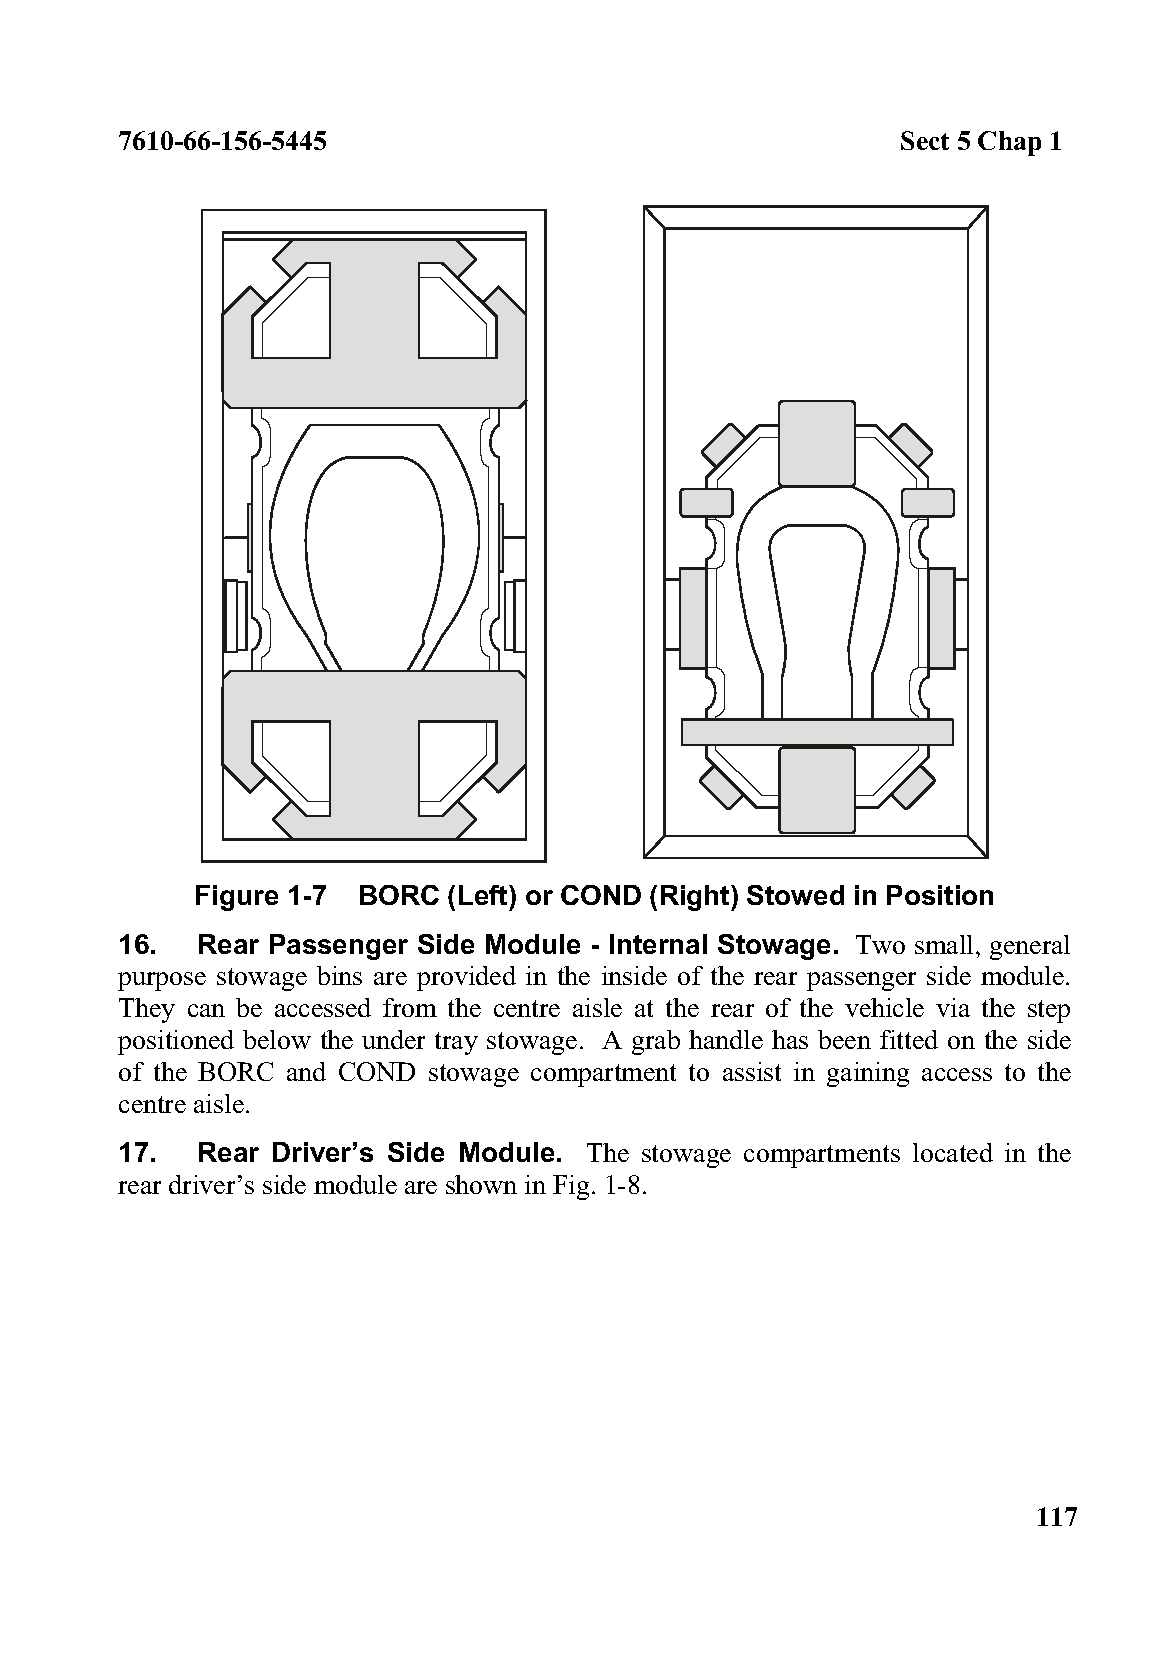 7610-66-156-5445 Sect 5 Chap 1
Figure 1-7 BORC (Left) or COND (Right) Stowed in Position
16. Rear Passenger Side Module - Internal Stowage. Two small, general
purpose stowage bins are provided in the inside of the rear passenger side module.
They can be accessed from the centre aisle at the rear of the vehicle via the step
positioned below the under tray stowage. A grab handle has been fitted on the side
of the BORC and COND stowage compartment to assist in gaining access to the
centre aisle.
17. Rear Driver’s Side Module. The stowage compartments located in the
rear driver’s side module are shown in Fig. 1-8.
117